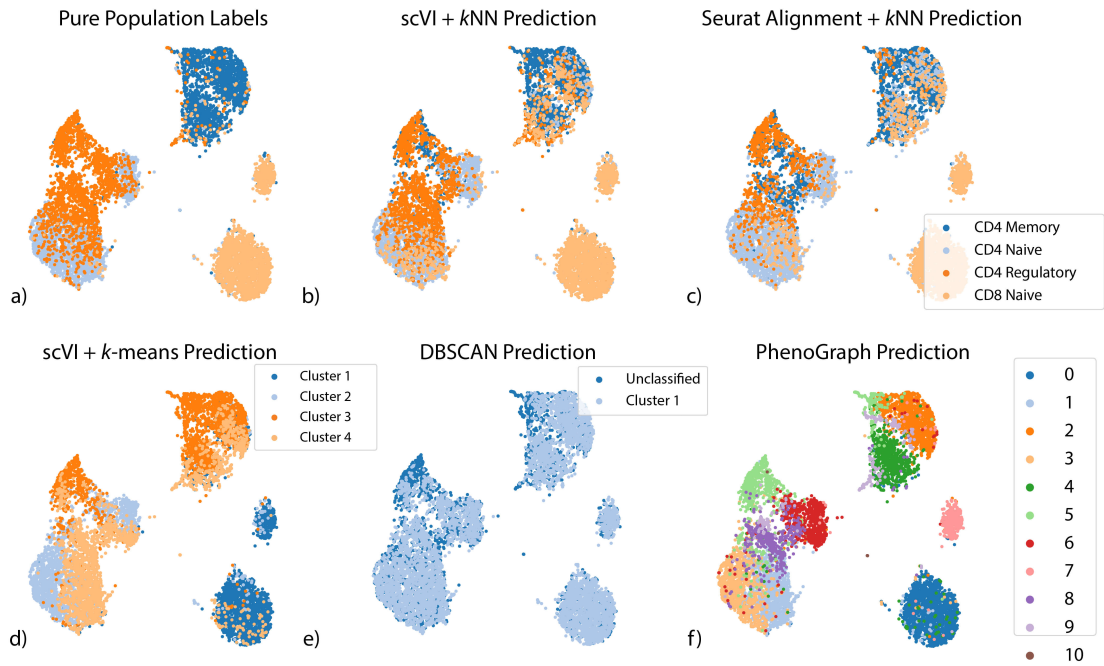 Pure Population Labels
scVI + kNN Prediction
Seurat Alignment + kNN Prediction
CD4 Memory
CD4 Naive
CD4 Regulatory
CD8 Naive
a)
b)
c)
scVI + k-means Prediction
DBSCAN Prediction
PhenoGraph Prediction
Cluster 1
Cluster 2
Cluster 3
Cluster 4
Unclassified
Cluster 1
0
1
2
3
4
5
6
7
8
9
10
d)
e)
f)